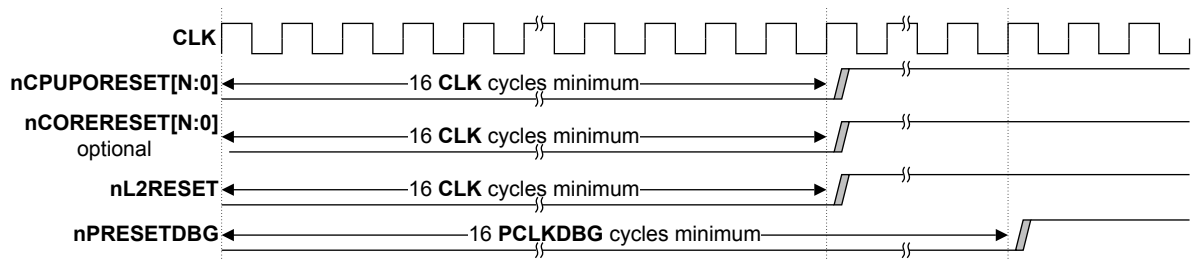 CLK
nCPUPORESET[N:0] 16 CLK cycles minimum
nCORERESET[N:0] 16 CLK cycles minimum
optional
nL2RESET 16 CLK cycles minimum
nPRESETDBG 16 PCLKDBG cycles minimum